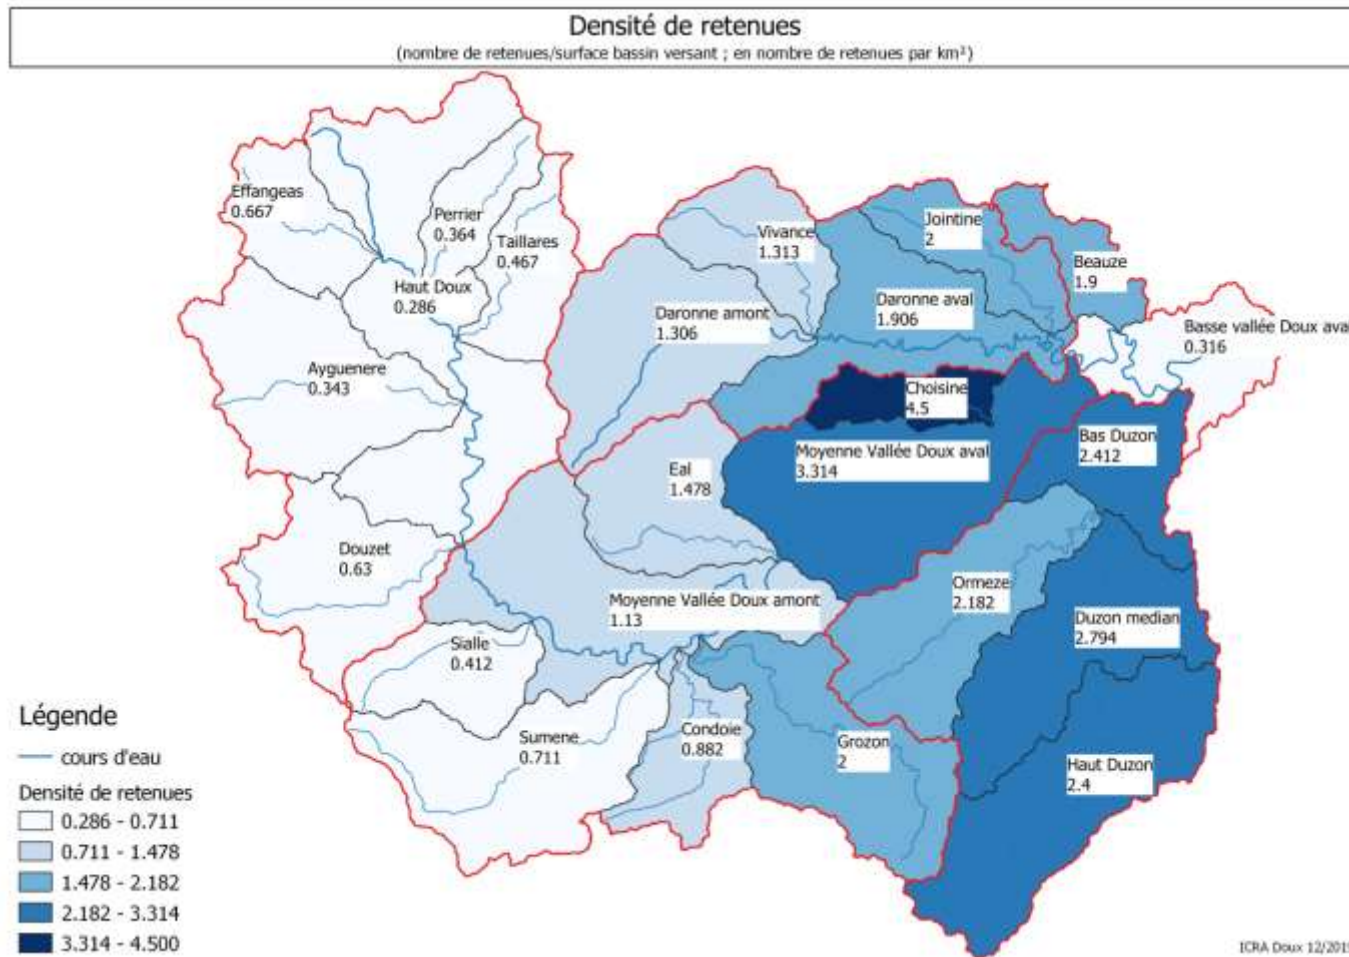 Densité de retenues
(nombre de retenues/surface bassin versant ; en nombre de retenues par km²)
Effangeas
0.667
Perrier
0.364
Taillares
0.467
Haut Doux
0.286
Ayguenere
0.343
Vivance
1.313
Jointine
2
Beauze
1.9
Daronne amont
1.306
Daronne aval
1.906
Basse vallée Doux ava
0.316
Choisine
4.5
Moyenne Vallée Doux aval
3.314
Bas Duzon
2.412
Eal
1.478
Douzet
0.63
Moyenne Vallée Doux amont
1.13
Ormeze
2.182
Duzon median
2.794
Sialle
0.412
Sumene
0.711
Condoie
0.882
Grozon
2
Haut Duzon
2.4
Légende
cours d'eau
Densité de retenues
0.286 - 0.711
0.711 - 1.478
1.478 - 2.182
2.182 - 3.314
3.314 - 4.500
ICRA Doux 12/2019